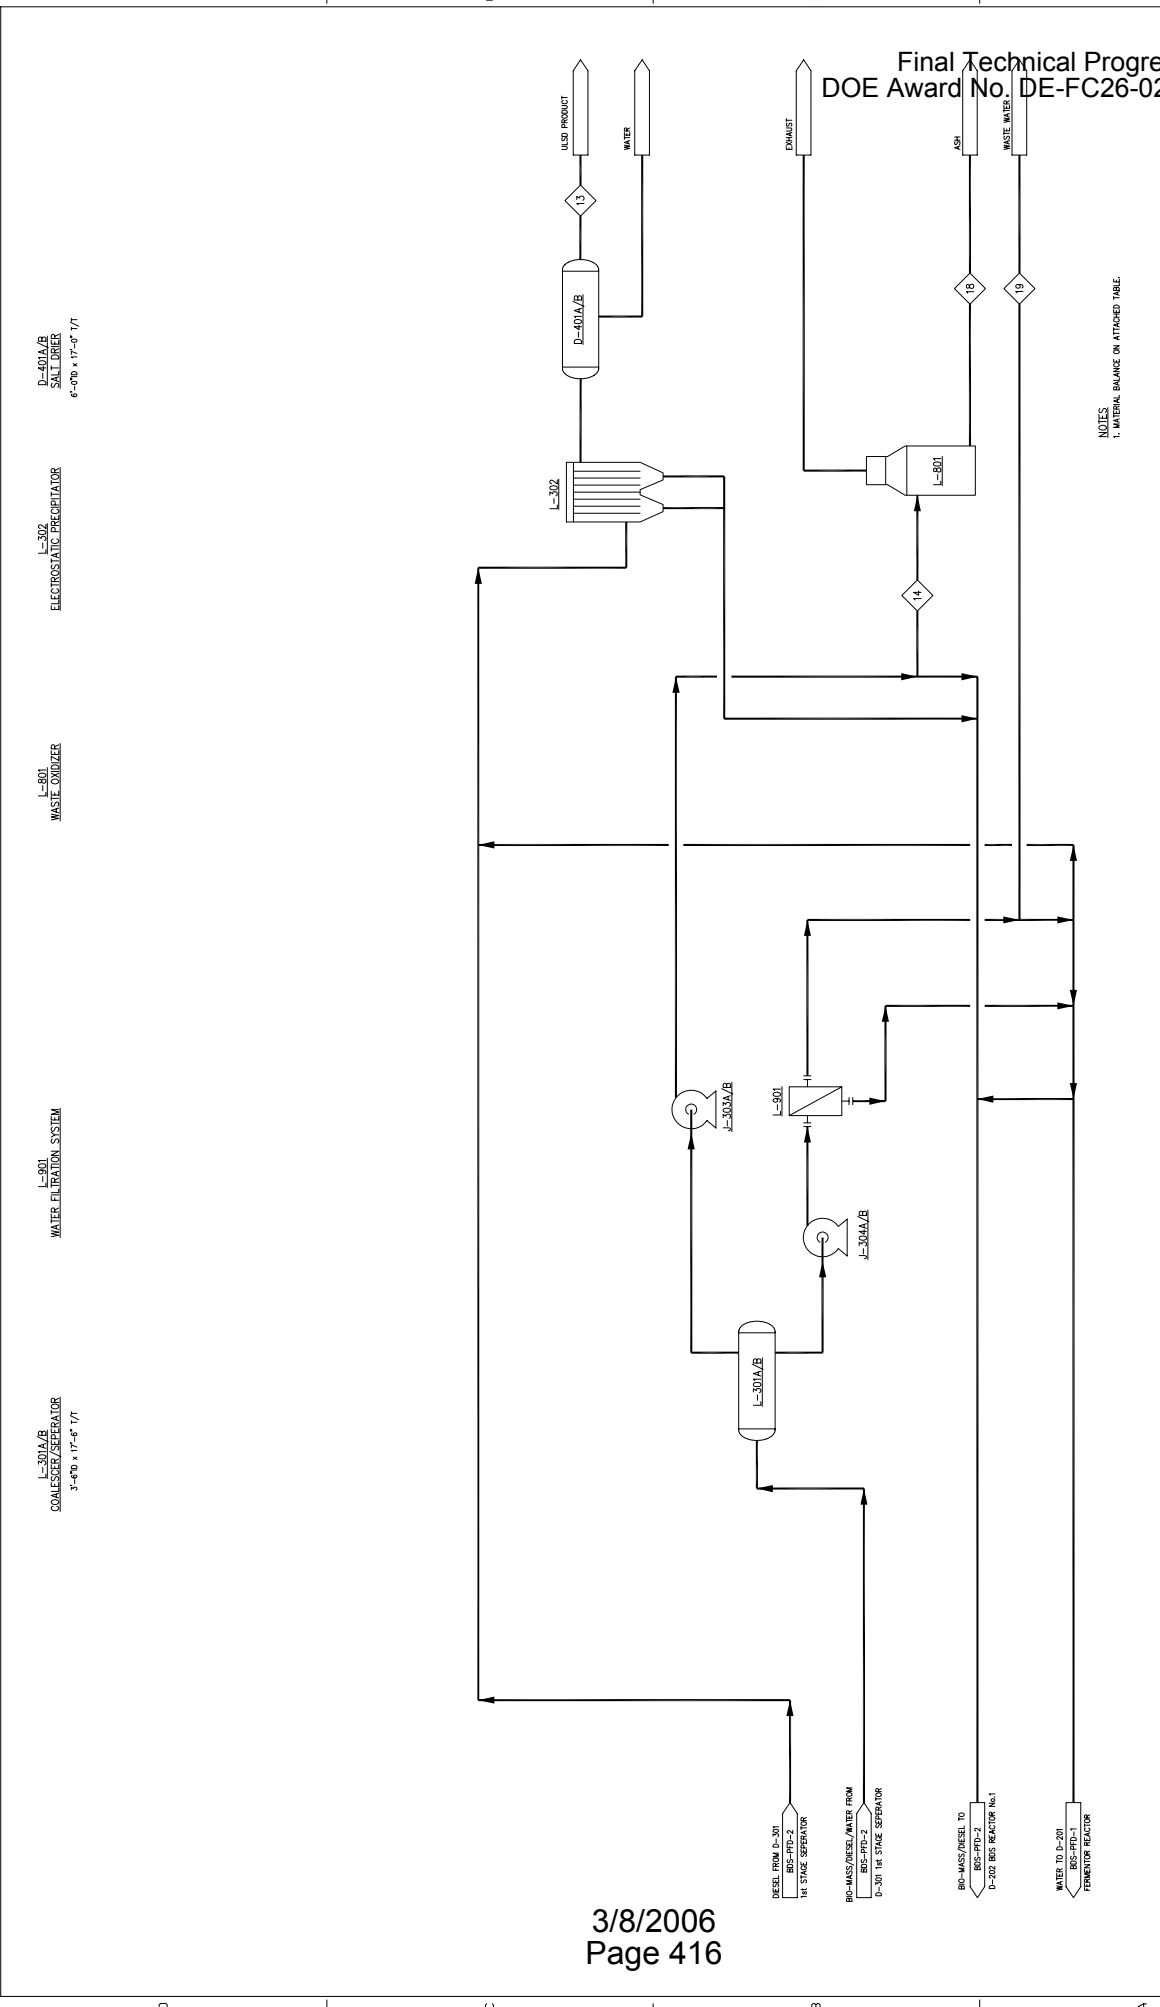 Final Technical Progre
DOE Award No. DE-FC26-02
L-301A/B
COALESCER/SEPERATOR
3'-6"ID x 17'-6" T/T
L-901
WATER FILTRATION SYSTEM
L-801
WASTE OXIDIZER
L-302
ELECTROSTATIC PRECIPITATOR
D-401A/B
SALT DRIER
6'-0"ID x 17'-0" T/T
ULSD PRODUCT
WATER
EXHAUST
ASH
WASTE WATER
13
D-401A/B
18
19
L-302
L-801
14
J-303A/B
L-901
J-304A/B
L-301A/B
DIESEL FROM D-301
BDS-PFD-2
1st STAGE SEPERATOR
BIO-MASS/DIESEL/WATER FROM
BDS-PFD-2
D-301 1st STAGE SEPERATOR
BIO-MASS/DIESEL TO
BDS-PFD-2
D-202 BDS REACTOR No.1
WATER TO D-201
BDS-PFD-1
FERMENTOR REACTOR
NOTES
1. MATERIAL BALANCE ON ATTACHED TABLE.
3/8/2006
Page 416